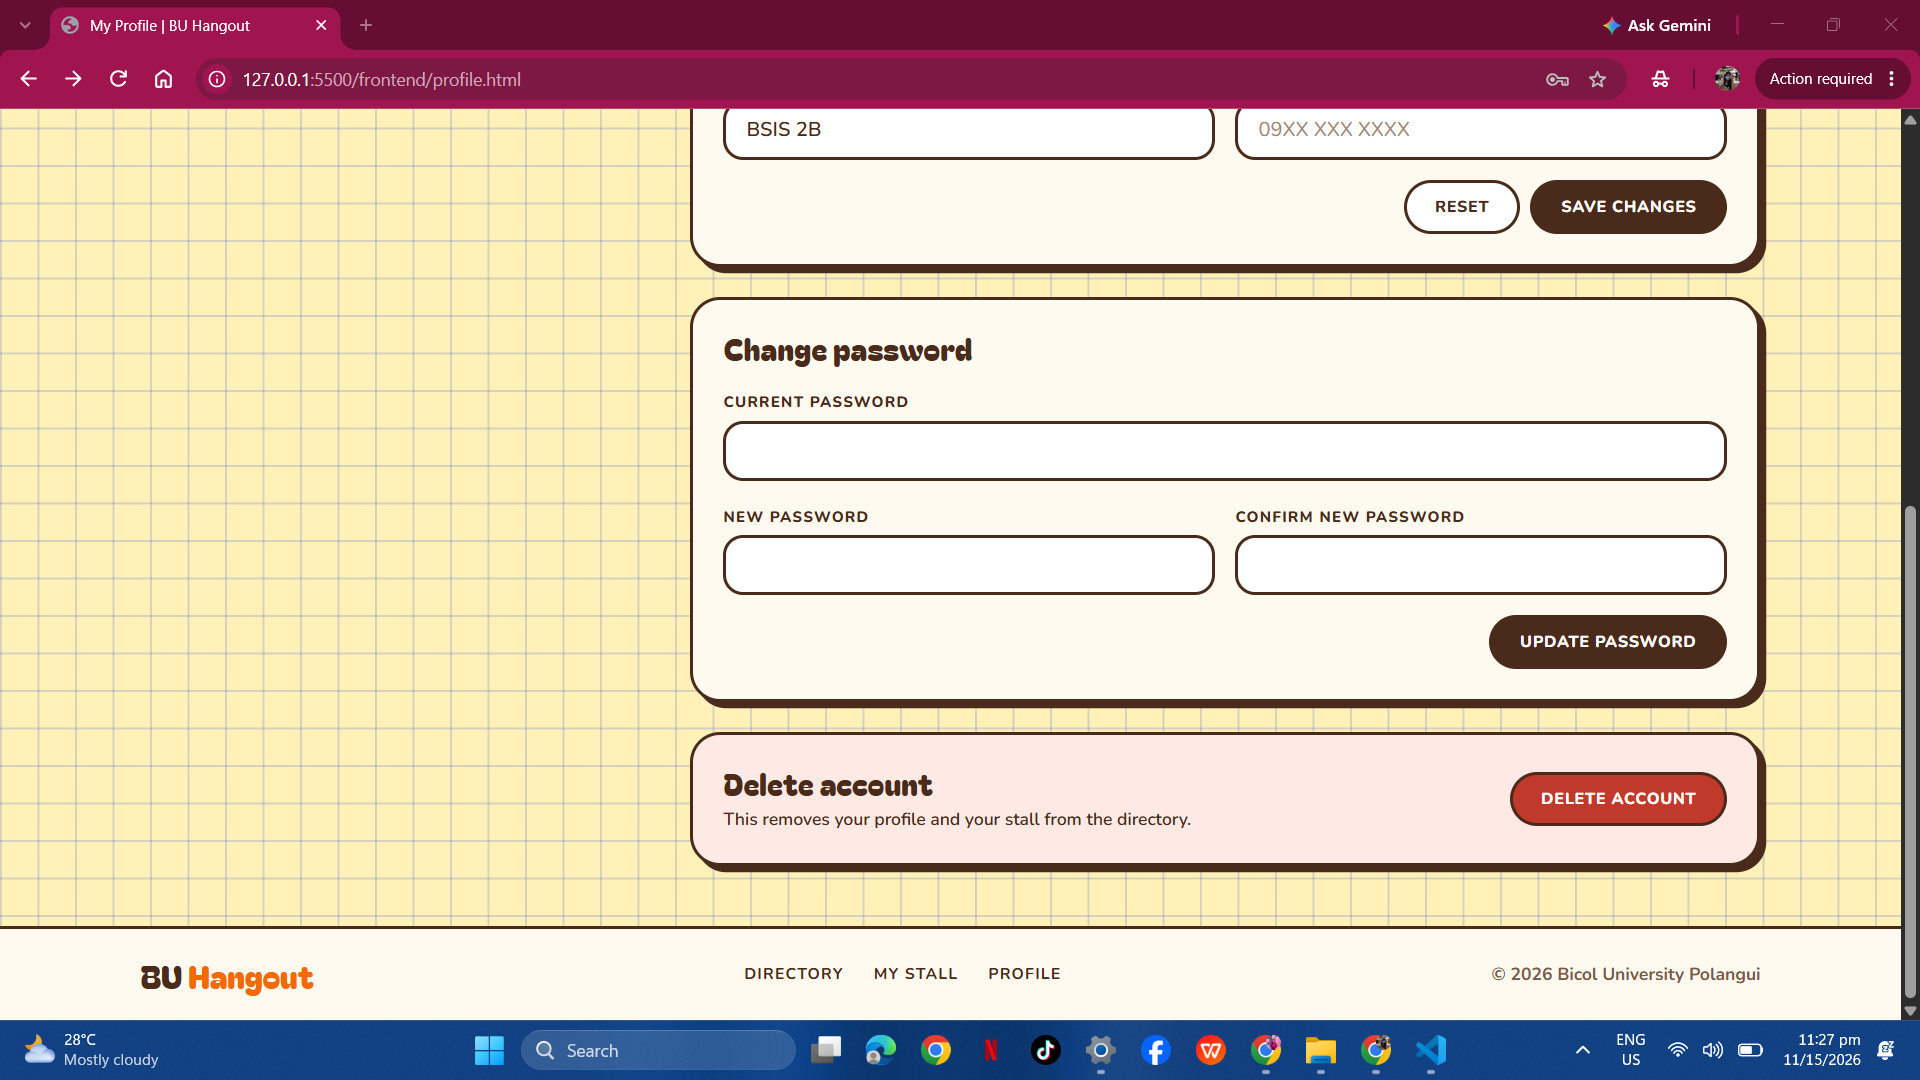 My Profile | BU Hangout
Ask Gemini
127.0.0.1:5500/frontend/profile.html
Action required
BSIS 2B
09XX XXX XXXX
RESET
SAVE CHANGES
Change password
CURRENT PASSWORD
NEW PASSWORD
CONFIRM NEW PASSWORD
UPDATE PASSWORD
Delete account
This removes your profile and your stall from the directory.
DELETE ACCOUNT
BU Hangout
DIRECTORY
MY STALL
PROFILE
© 2026 Bicol University Polangui
28°C
Mostly cloudy
Search
ENG
US
11:27 pm
11/15/2026